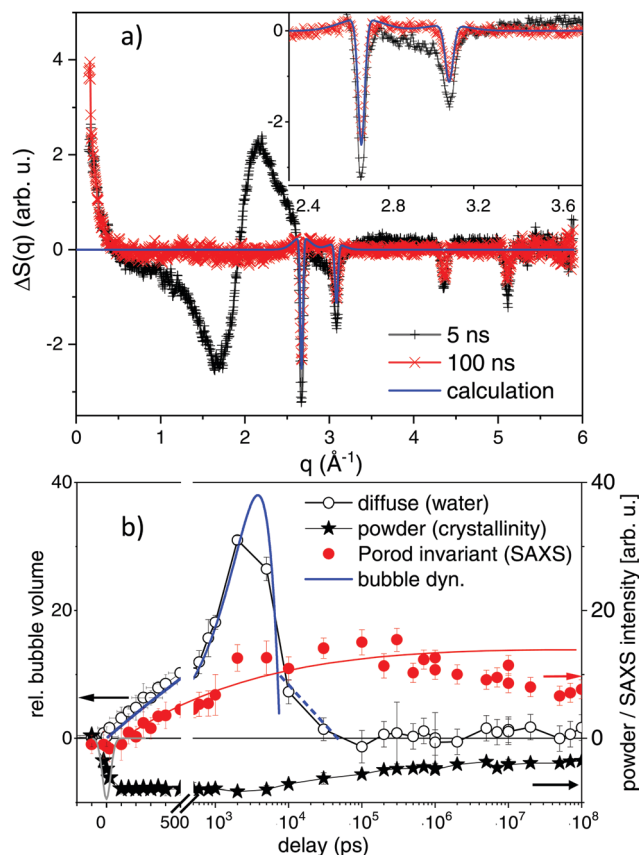 a)
4
2
0
-2
ΔS(q) (arb. u.)
0
-2
2.4
2.8
3.2
3.6
5 ns
100 ns
calculation
0
1
2
3
4
5
6
q (Å⁻¹)
b)
40
20
0
rel. bubble volume
diffuse (water)
powder (crystallinity)
Porod invariant (SAXS)
bubble dyn.
40
30
20
10
0
powder / SAXS intensity [arb. u.]
0
500
10³
10⁴
10⁵
10⁶
10⁷
10⁸
delay (ps)